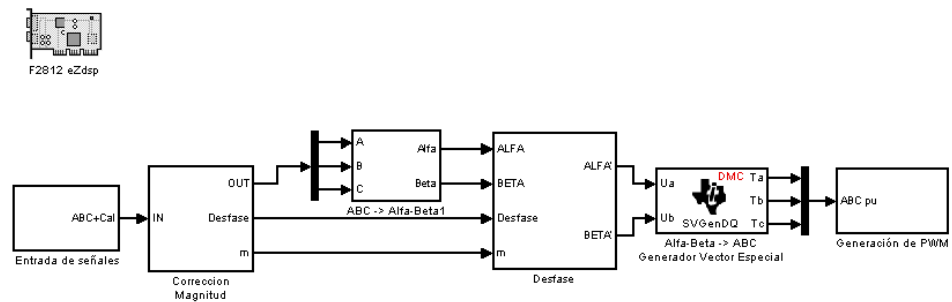 F2812 eZdsp
ABC+Cal
Entrada de señales
IN
OUT
Desfase
m
Correccion
Magnitud
A
B
C
Alfa
Beta
ABC -> Alfa-Beta1
ALFA
BETA
Desfase
m
ALFA'
BETA'
Desfase
Ua
Ub
DMC
Ta
Tb
Tc
SVGenDQ
Alfa-Beta -> ABC
Generador Vector Especial
ABC pu
Generación de PWM